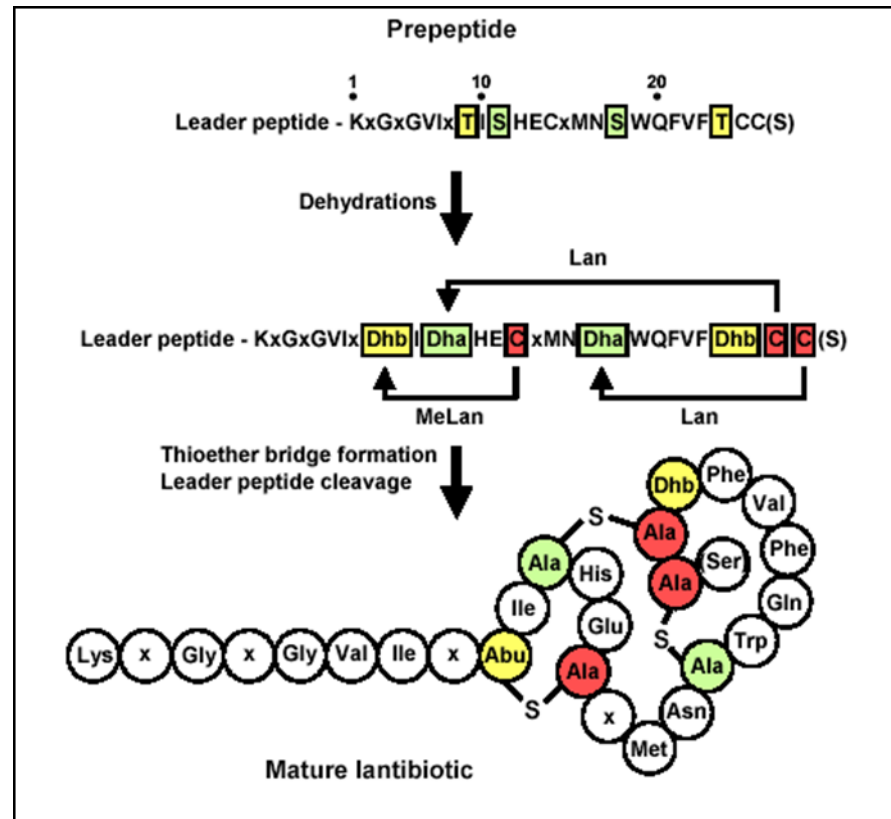 Prepeptide
1 10 20
Leader peptide - KxGxGVIxTISHECxMNSWQFVFTCC(S)
Dehydrations
Lan
Leader peptide - KxGxGVIxDhbIDhaHECxMNDhaWQFVFDhbCC(S)
MeLan Lan
Thioether bridge formation
Leader peptide cleavage
Dhb Phe Val
S Ala Phe
Ala His Ala Ser
Ile Glu Gln
S Trp
Lys x Gly x Gly Val Ile x Abu Ala Ala
S x Asn
Met
Mature lantibiotic